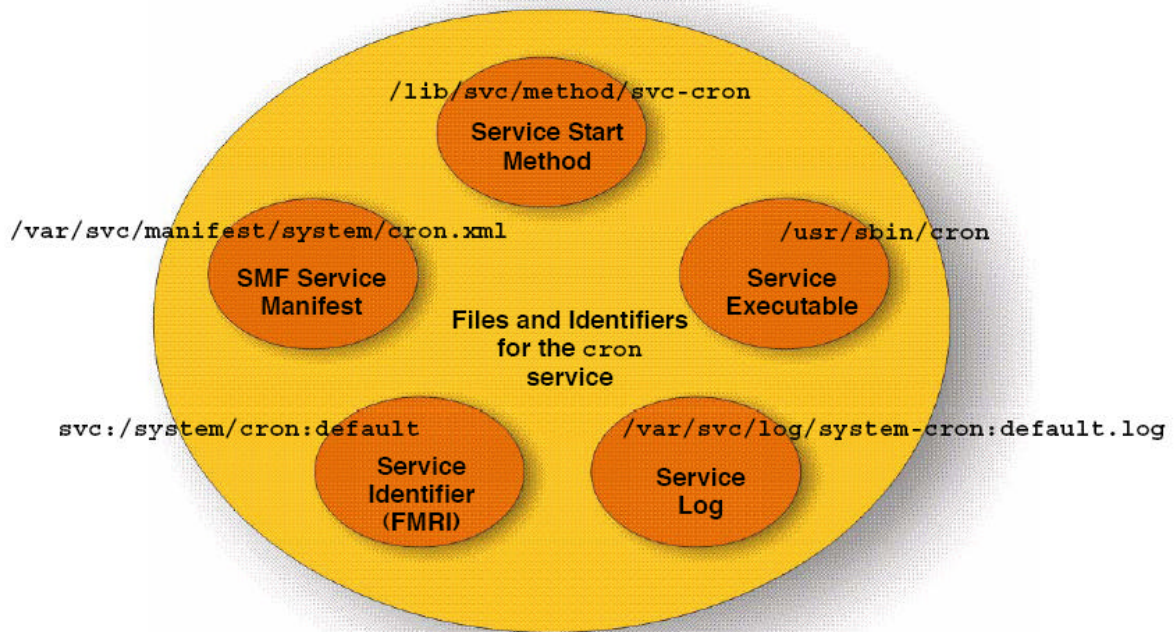 /lib/svc/method/svc-cron
Service Start
Method
/var/svc/manifest/system/cron.xml
SMF Service
Manifest
/usr/sbin/cron
Service
Executable
Files and Identifiers
for the cron
service
svc:/system/cron:default
Service
Identifier
(FMRI)
/var/svc/log/system-cron:default.log
Service
Log